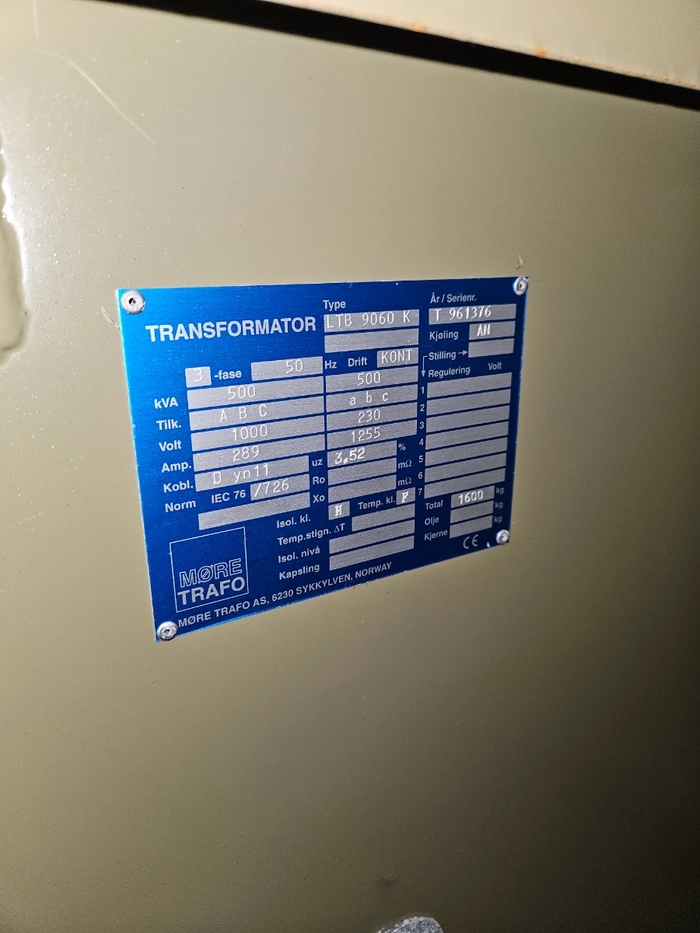 TRANSFORMATOR
Type
LTB 9060 K
År / Serienr.
T 961376
Kjøling AN
3 -fase 50 Hz Drift KONT
Stilling
Regulering Volt
kVA 500 500
Tilk. A B C a b c
Volt 1000 230
Amp. 289 1255
Kobl. D yn11 uz 3.52 %
Norm IEC 76 /726 Ro mΩ
Xo mΩ
1
2
3
4
5
6
7
Isol. kl. H Temp. kl. F
Temp.stign. ΔT
Isol. nivå
Kapsling
Total 1600 kg
Olje kg
Kjerne kg
CE
MØRE
TRAFO
MØRE TRAFO AS, 6230 SYKKYLVEN, NORWAY